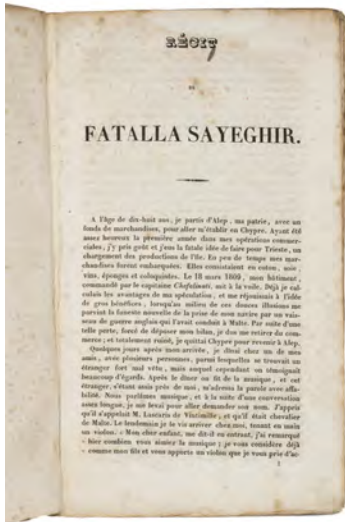 RÉCIT
DE
FATALLA SAYEGHIR.
A l'âge de dix-huit ans, je partis d'Alep, ma patrie, avec un
fonds de marchandises, pour aller m'établir en Chypre. Ayant été
assez heureux la première année dans mes opérations commer-
ciales, j'y pris goût et j'eus la fatale idée de faire pour Trieste, un
chargement des productions de l'île. En peu de temps mes mar-
chandises furent embarquées. Elles consistaient en coton, soie,
vins, éponges et coloquintes. Le 18 mars 1809, mon bâtiment,
commandé par le capitaine Chefalinati, mit à la voile. Déjà je cal-
culais les avantages de ma spéculation, et me réjouissais à l'idée
de gros bénéfices, lorsqu'au milieu de ces douces illusions me
parvint la funeste nouvelle de la prise de mon navire par un vais-
seau de guerre anglais qui l'avait conduit à Malte. Par suite d'une
telle perte, forcé de déposer mon bilan, je dus me retirer du com-
merce; et totalement ruiné, je quittai Chypre pour revenir à Alep.
Quelques jours après mon arrivée, je dînai chez un de mes
amis, avec plusieurs personnes, parmi lesquelles se trouvait un
étranger fort mal vêtu, mais auquel cependant on témoignait
beaucoup d'égards. Après le dîner on fit de la musique, et cet
étranger, s'étant assis près de moi, m'adressa la parole avec affa-
bilité. Nous parlâmes musique, et à la suite d'une conversation
assez longue, je me levai pour aller demander son nom. J'appris
qu'il s'appelait M. Lascaris de Vintimille, et qu'il était chevalier
de Malte. Le lendemain je le vis arriver chez moi, tenant en main
un violon. « Mon cher enfant, me dit-il en entrant, j'ai remarqué
» hier combien vous aimez la musique; je vous considère déjà
» comme mon fils et vous apporte un violon que je vous prie d'ac-